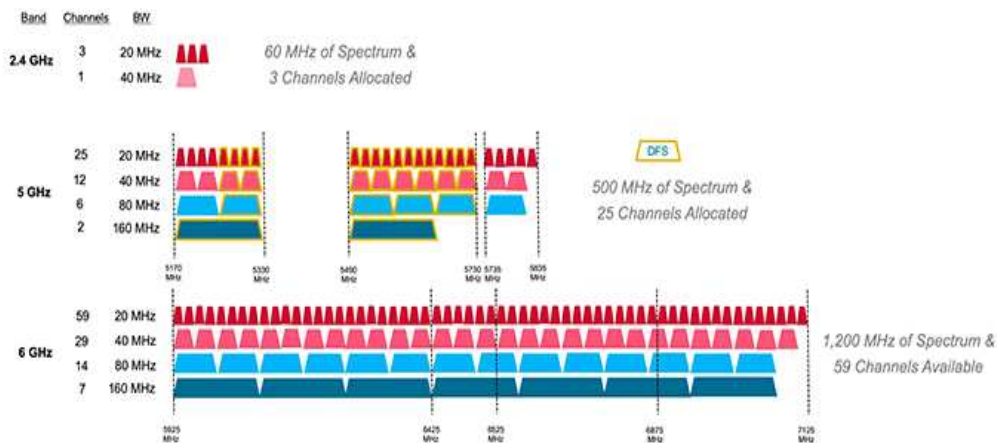 Band Channels BW
2.4 GHz
3 20 MHz
1 40 MHz
60 MHz of Spectrum &
3 Channels Allocated
5 GHz
25 20 MHz
12 40 MHz
6 80 MHz
2 160 MHz
DFS
500 MHz of Spectrum &
25 Channels Allocated
5170 5330 5490 5730 5735 5835
MHz MHz MHz MHz MHz MHz
6 GHz
59 20 MHz
29 40 MHz
14 80 MHz
7 160 MHz
1,200 MHz of Spectrum &
59 Channels Available
5925 6425 6525 6875 7125
MHz MHz MHz MHz MHz